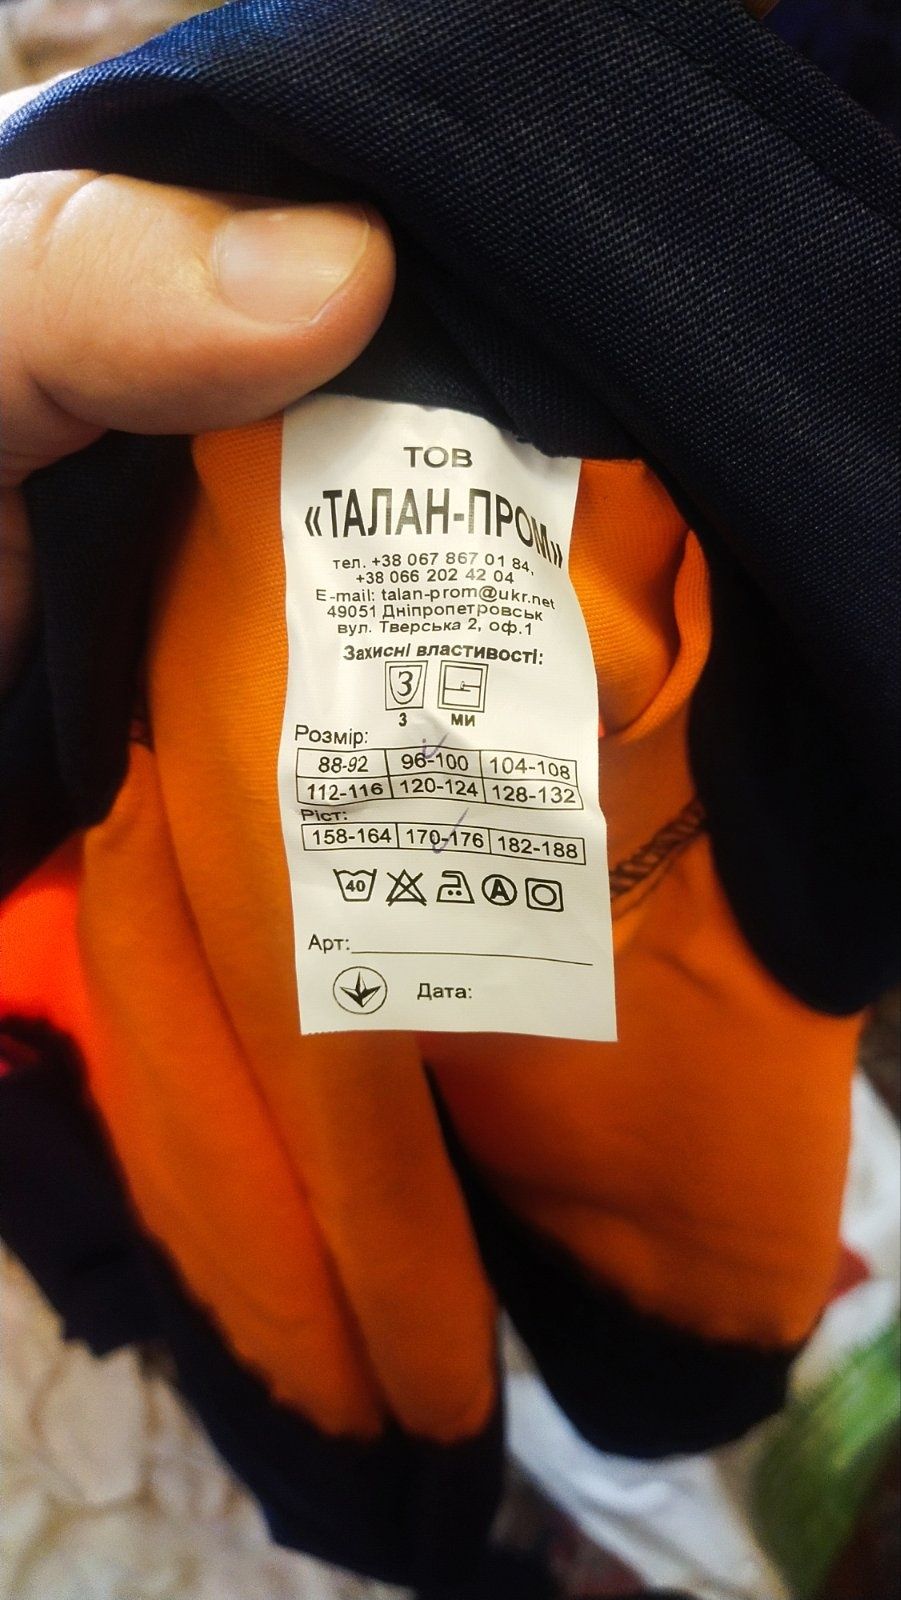 ТОВ
«ТАЛАН-ПРОМ»
тел. +38 067 867 01 84,
+38 066 202 42 04
E-mail: talan-prom@ukr.net
49051 Дніпропетровськ
вул. Тверська 2, оф.1
Захисні властивості:
З
З МИ
Розмір:
88-92 96-100 104-108
112-116 120-124 128-132
Ріст:
158-164 170-176 182-188
40 A
Арт:
Дата: